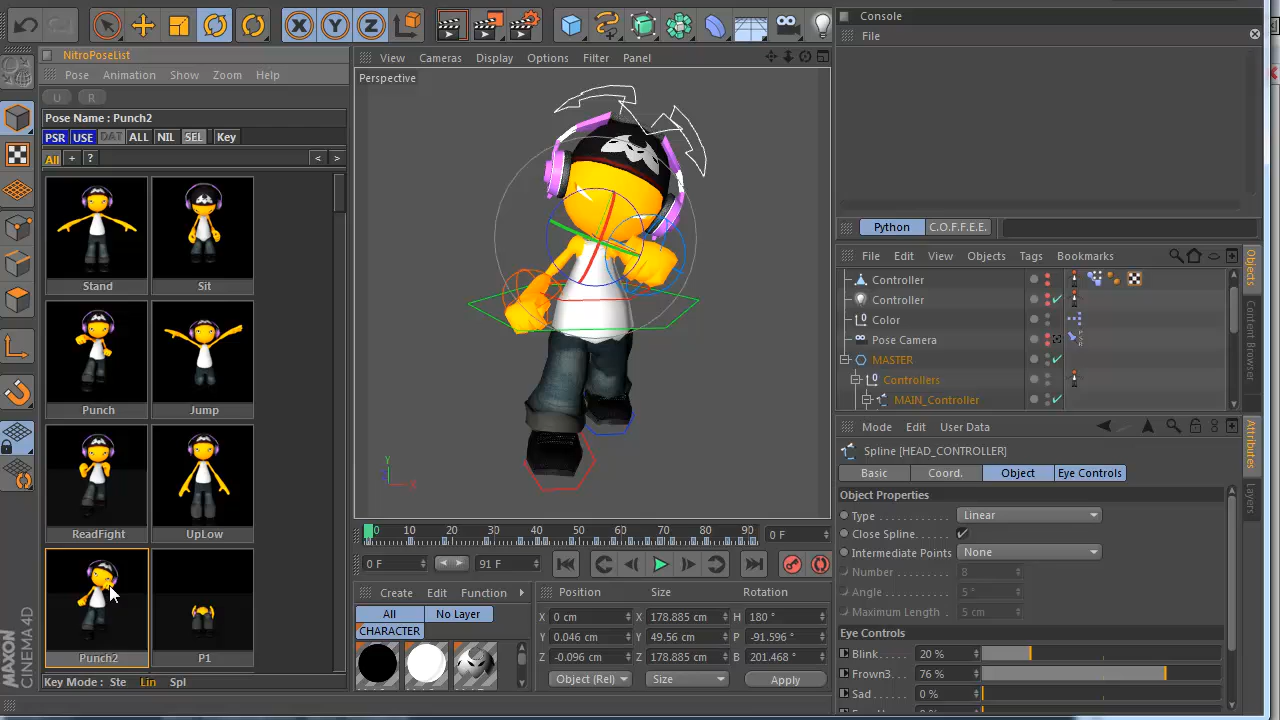 Console
NitroPoseList
File
View Cameras Display Options Filter Panel
Pose Animation Show Zoom Help
Perspective
U R
Pose Name : Punch2
PSR USE DAT ALL NIL SEL Key
All + ? < >
Stand Sit
Punch Jump
ReadFight UpLow
Punch2 P1
Key Mode : Ste Lin Spl
Python C.O.F.F.E.E.
File Edit View Objects Tags Bookmarks
Controller
Controller
Color
Pose Camera
MASTER
Controllers
MAIN_Controller
Objects
Content Browser
Mode Edit User Data
Spline [HEAD_CONTROLLER]
Basic Coord. Object Eye Controls
Object Properties
Type Linear
Close Spline
Intermediate Points None
Number 8
Angle 5 °
Maximum Length 5 cm
Eye Controls
Blink 20 %
Frown3 76 %
Sad 0 %
Attributes
Layers
Y
X
0 10 20 30 40 50 60 70 80 90 0 F
0 F 91 F
Create Edit Function
All No Layer
CHARACTER
Position Size Rotation
X 0 cm X 178.885 cm H 180 °
Y 0.046 cm Y 49.56 cm P -91.596 °
Z -0.096 cm Z 178.885 cm B 201.468 °
Object (Rel) Size Apply
MAXON
CINEMA 4D